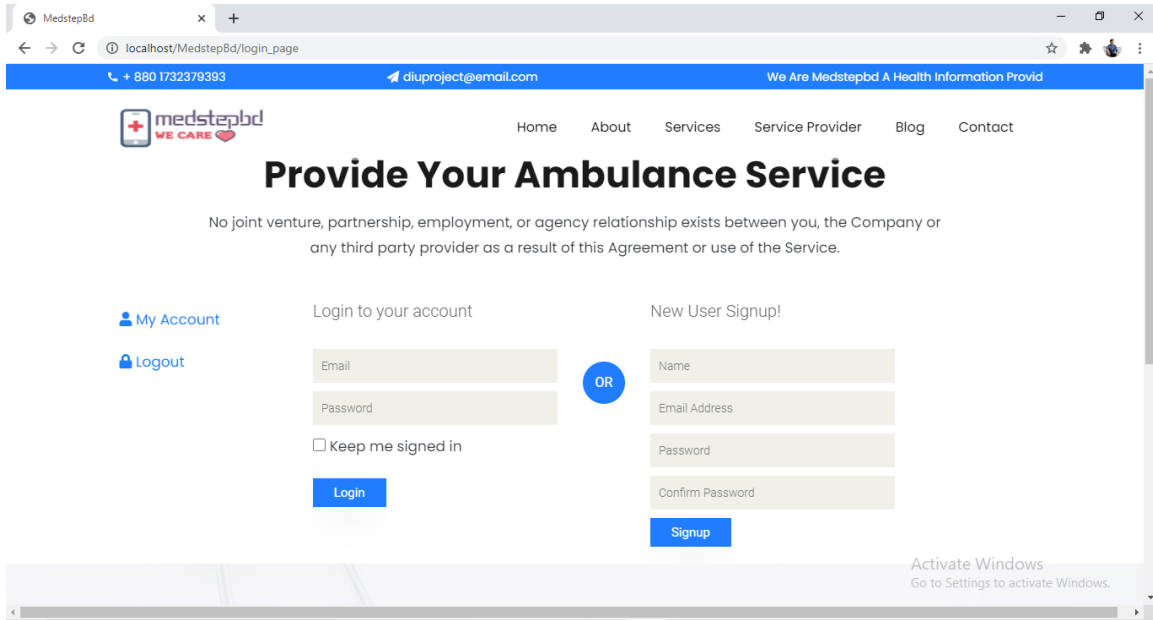 MedstepBd
localhost/MedstepBd/login_page
+ 880 1732379393 diuproject@email.com We Are Medstepbd A Health Information Provid
medstepbd
WE CARE
Home About Services Service Provider Blog Contact
Provide Your Ambulance Service
No joint venture, partnership, employment, or agency relationship exists between you, the Company or
any third party provider as a result of this Agreement or use of the Service.
My Account
Logout
Login to your account
Email
Password
Keep me signed in
Login
OR
New User Signup!
Name
Email Address
Password
Confirm Password
Signup
Activate Windows
Go to Settings to activate Windows.